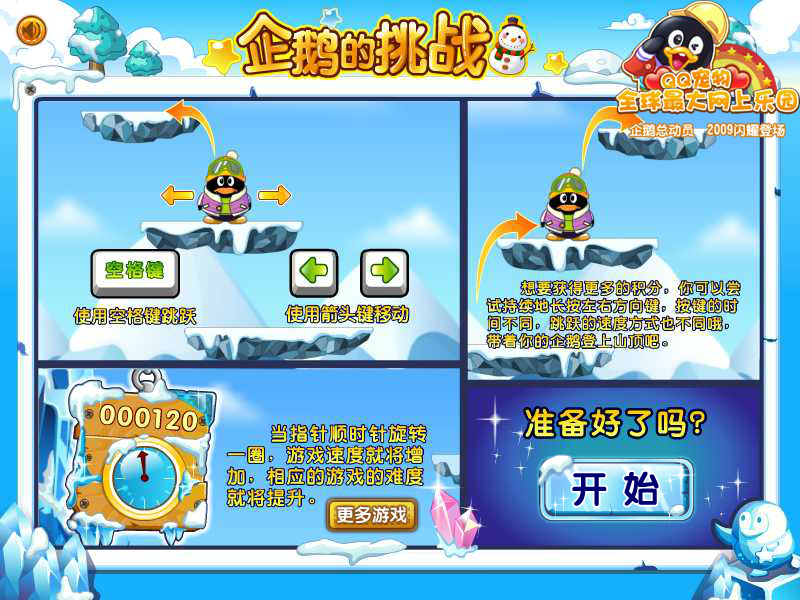 企鹅的挑战
QQ宠物
全球最大网上乐园
企鹅总动员 2009闪耀登场
空格键
使用空格键跳跃
使用箭头键移动
想要获得更多的积分，你可以尝
试持续地长按左右方向键，按键的时
间不同，跳跃的速度方式也不同哦，
带着你的企鹅登上山顶吧。
000120
当指针顺时针旋转
一圈，游戏速度就将增
加，相应的游戏的难度
就将提升。
更多游戏
准备好了吗？
开始